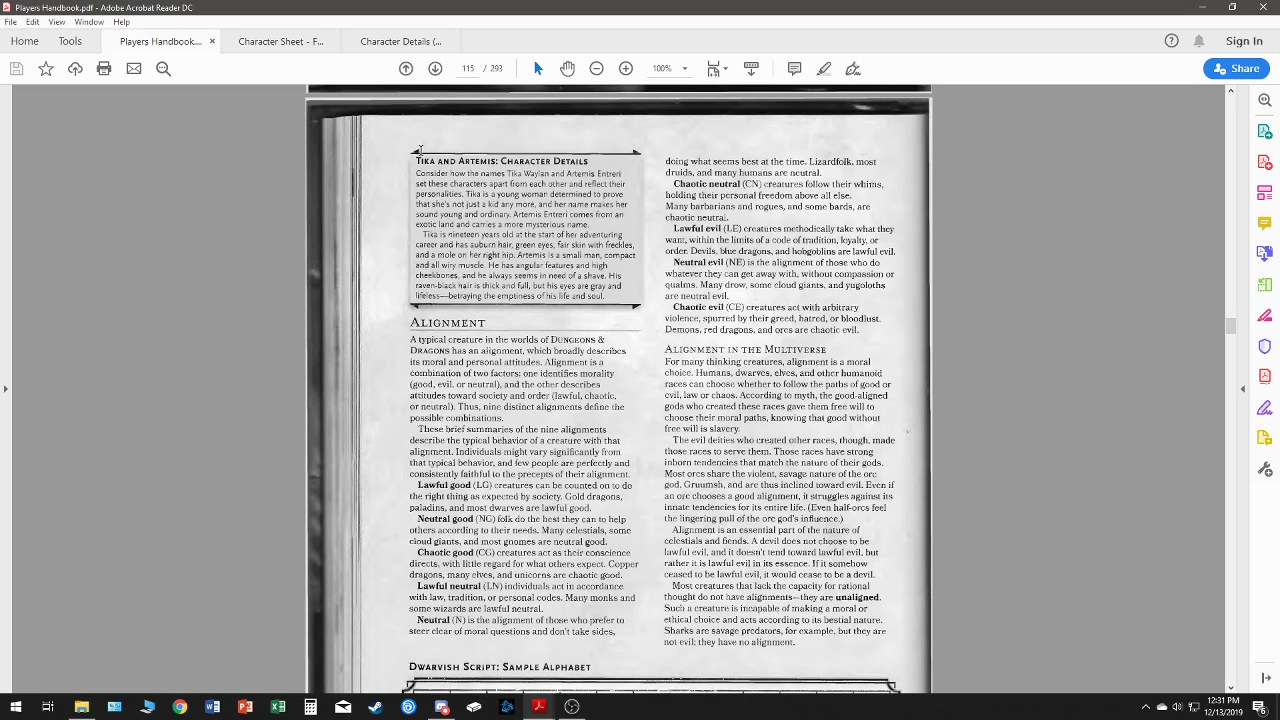 Players Handbook.pdf - Adobe Acrobat Reader DC
File Edit View Window Help
Home Tools Players Handbook... × Character Sheet - F... Character Details (...
Sign In
115 / 293
100%
Share
TIKA AND ARTEMIS: CHARACTER DETAILS
Consider how the names Tika Waylan and Artemis Entreri
set these characters apart from each other and reflect their
personalities. Tika is a young woman determined to prove
that she's not just a kid any more, and her name makes her
sound young and ordinary. Artemis Entreri comes from an
exotic land and carries a more mysterious name.
Tika is nineteen years old at the start of her adventuring
career and has auburn hair, green eyes, fair skin with freckles,
and a mole on her right hip. Artemis is a small man, compact
and all wiry muscle. He has angular features and high
cheekbones, and he always seems in need of a shave. His
raven-black hair is thick and full, but his eyes are gray and
lifeless—betraying the emptiness of his life and soul.
ALIGNMENT
A typical creature in the worlds of DUNGEONS &
DRAGONS has an alignment, which broadly describes
its moral and personal attitudes. Alignment is a
combination of two factors: one identifies morality
(good, evil, or neutral), and the other describes
attitudes toward society and order (lawful, chaotic,
or neutral). Thus, nine distinct alignments define the
possible combinations.
These brief summaries of the nine alignments
describe the typical behavior of a creature with that
alignment. Individuals might vary significantly from
that typical behavior, and few people are perfectly and
consistently faithful to the precepts of their alignment.
Lawful good (LG) creatures can be counted on to do
the right thing as expected by society. Gold dragons,
paladins, and most dwarves are lawful good.
Neutral good (NG) folk do the best they can to help
others according to their needs. Many celestials, some
cloud giants, and most gnomes are neutral good.
Chaotic good (CG) creatures act as their conscience
directs, with little regard for what others expect. Copper
dragons, many elves, and unicorns are chaotic good.
Lawful neutral (LN) individuals act in accordance
with law, tradition, or personal codes. Many monks and
some wizards are lawful neutral.
Neutral (N) is the alignment of those who prefer to
steer clear of moral questions and don't take sides,
doing what seems best at the time. Lizardfolk, most
druids, and many humans are neutral.
Chaotic neutral (CN) creatures follow their whims,
holding their personal freedom above all else.
Many barbarians and rogues, and some bards, are
chaotic neutral.
Lawful evil (LE) creatures methodically take what they
want, within the limits of a code of tradition, loyalty, or
order. Devils, blue dragons, and hobgoblins are lawful evil.
Neutral evil (NE) is the alignment of those who do
whatever they can get away with, without compassion or
qualms. Many drow, some cloud giants, and yugoloths
are neutral evil.
Chaotic evil (CE) creatures act with arbitrary
violence, spurred by their greed, hatred, or bloodlust.
Demons, red dragons, and orcs are chaotic evil.
ALIGNMENT IN THE MULTIVERSE
For many thinking creatures, alignment is a moral
choice. Humans, dwarves, elves, and other humanoid
races can choose whether to follow the paths of good or
evil, law or chaos. According to myth, the good-aligned
gods who created these races gave them free will to
choose their moral paths, knowing that good without
free will is slavery.
The evil deities who created other races, though, made
those races to serve them. Those races have strong
inborn tendencies that match the nature of their gods.
Most orcs share the violent, savage nature of the orc
god, Gruumsh, and are thus inclined toward evil. Even if
an orc chooses a good alignment, it struggles against its
innate tendencies for its entire life. (Even half-orcs feel
the lingering pull of the orc god's influence.)
Alignment is an essential part of the nature of
celestials and fiends. A devil does not choose to be
lawful evil, and it doesn't tend toward lawful evil, but
rather it is lawful evil in its essence. If it somehow
ceased to be lawful evil, it would cease to be a devil.
Most creatures that lack the capacity for rational
thought do not have alignments—they are unaligned.
Such a creature is incapable of making a moral or
ethical choice and acts according to its bestial nature.
Sharks are savage predators, for example, but they are
not evil; they have no alignment.
DWARVISH SCRIPT: SAMPLE ALPHABET
12:31 PM
12/13/2019